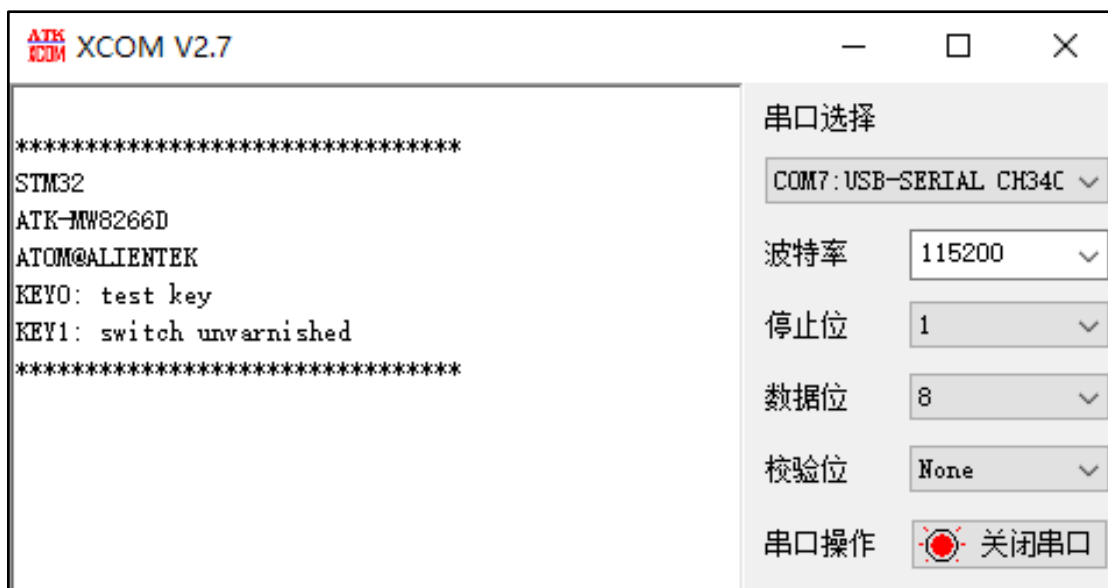 ATK XCOM XCOM V2.7
********************************
STM32
ATK-MW8266D
ATOM@ALIENTEK
KEY0: test key
KEY1: switch unvarnished
********************************
串口选择
COM7:USB-SERIAL CH340
波特率 115200
停止位 1
数据位 8
校验位 None
串口操作 关闭串口